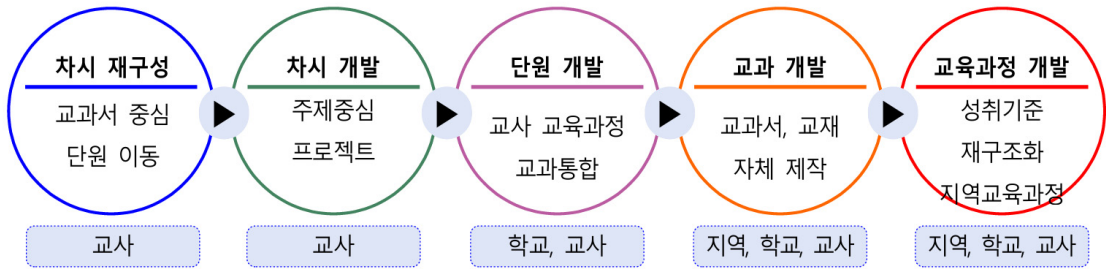 차시 재구성
교과서 중심
단원 이동
교사
차시 개발
주제중심
프로젝트
교사
단원 개발
교사 교육과정
교과통합
학교, 교사
교과 개발
교과서, 교재
자체 제작
지역, 학교, 교사
교육과정 개발
성취기준
재구조화
지역교육과정
지역, 학교, 교사